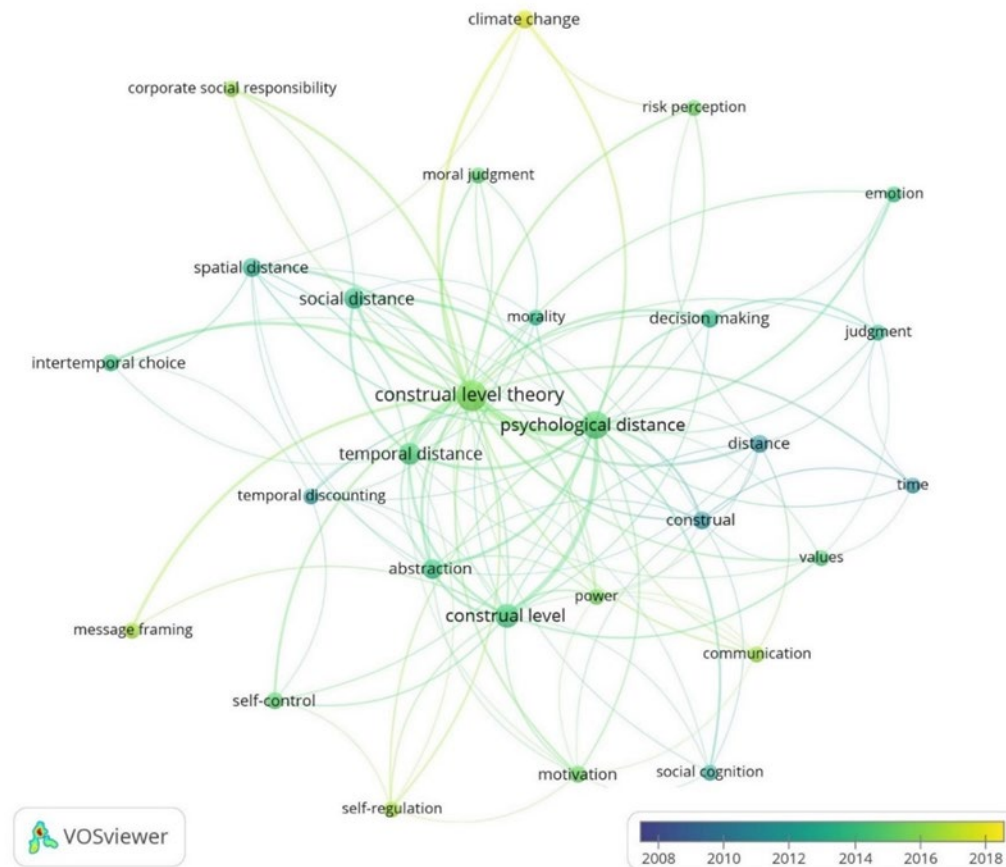 climate change
corporate social responsibility
risk perception
moral judgment
emotion
spatial distance
social distance
morality
decision making
judgment
intertemporal choice
construal level theory
psychological distance
distance
temporal distance
time
temporal discounting
construal
values
abstraction
power
construal level
message framing
communication
self-control
social cognition
motivation
self-regulation
VOSviewer
2008 2010 2012 2014 2016 2018